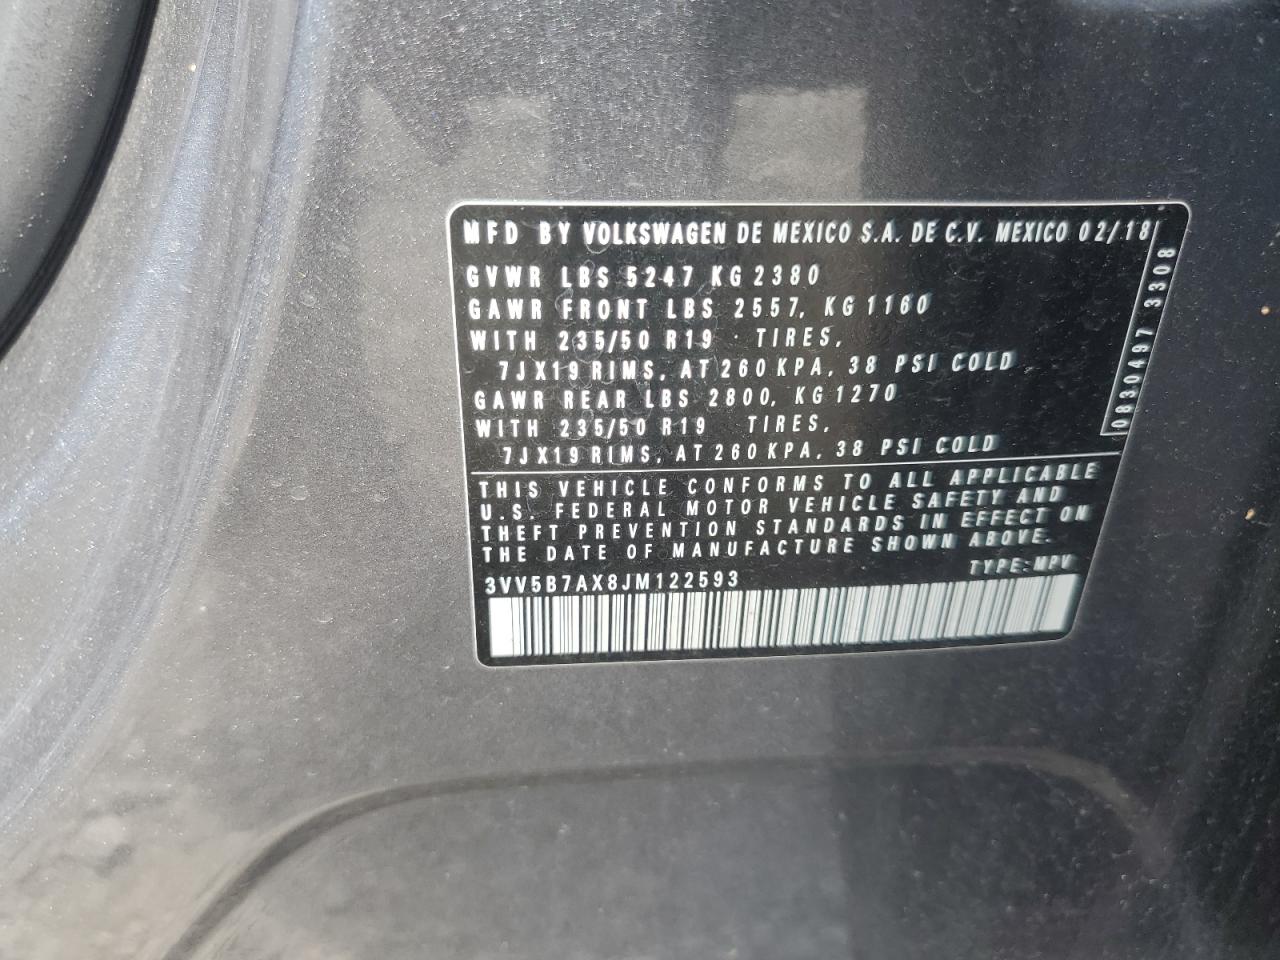 MFD BY VOLKSWAGEN DE MEXICO S.A. DE C.V. MEXICO 02/18
GVWR LBS 5247 KG 2380
GAWR FRONT LBS 2557, KG 1160
WITH 235/50 R19 TIRES,
7JX19 RIMS, AT 260 KPA, 38 PSI COLD
GAWR REAR LBS 2800, KG 1270
WITH 235/50 R19 TIRES,
7JX19 RIMS, AT 260 KPA, 38 PSI COLD
0830497 3308
THIS VEHICLE CONFORMS TO ALL APPLICABLE
U.S. FEDERAL MOTOR VEHICLE SAFETY AND
THEFT PREVENTION STANDARDS IN EFFECT ON
THE DATE OF MANUFACTURE SHOWN ABOVE.
3VV5B7AX8JM122593 TYPE:MPV